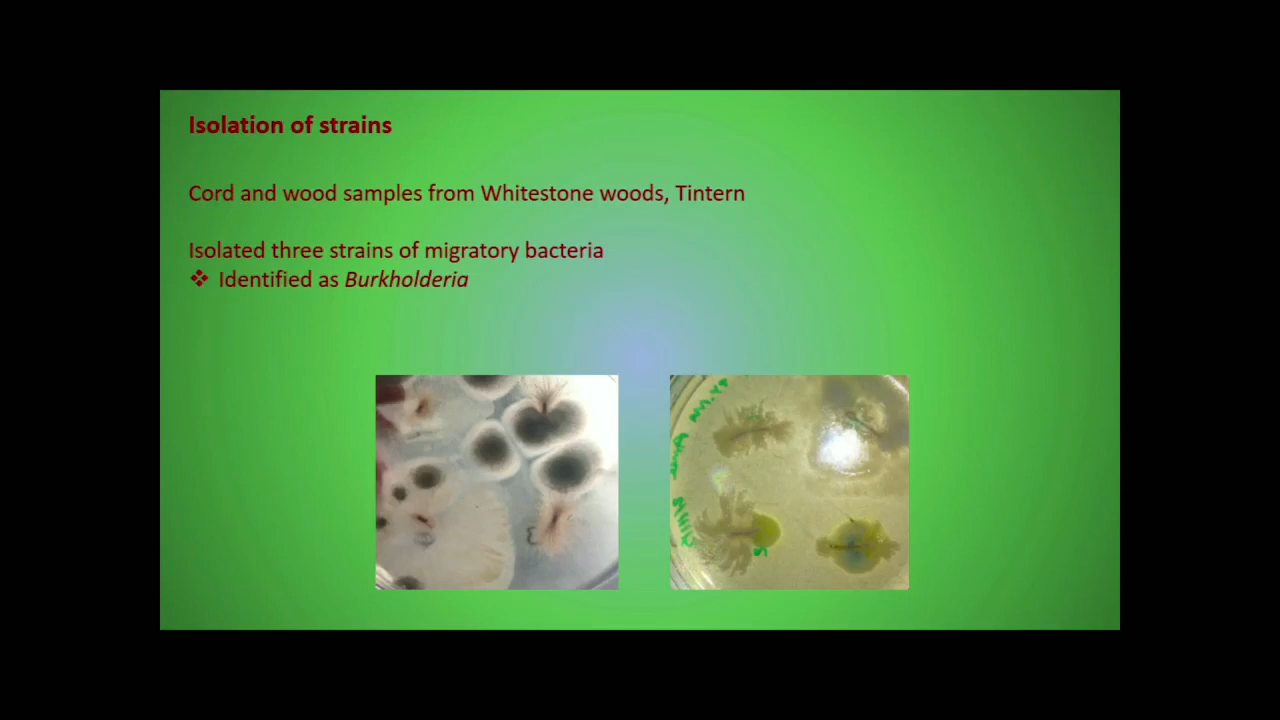 Isolation of strains
Cord and wood samples from Whitestone woods, Tintern
Isolated three strains of migratory bacteria
❖ Identified as Burkholderia